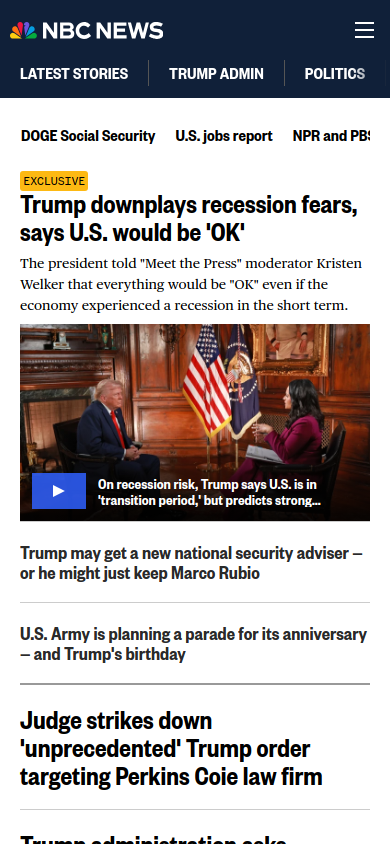 NBC NEWS
LATEST STORIES TRUMP ADMIN POLITICS
DOGE Social Security U.S. jobs report NPR and PBS
EXCLUSIVE
Trump downplays recession fears,
says U.S. would be 'OK'
The president told "Meet the Press" moderator Kristen
Welker that everything would be "OK" even if the
economy experienced a recession in the short term.
On recession risk, Trump says U.S. is in
'transition period,' but predicts strong...
Trump may get a new national security adviser —
or he might just keep Marco Rubio
U.S. Army is planning a parade for its anniversary
— and Trump's birthday
Judge strikes down
'unprecedented' Trump order
targeting Perkins Coie law firm
Trump administration asks